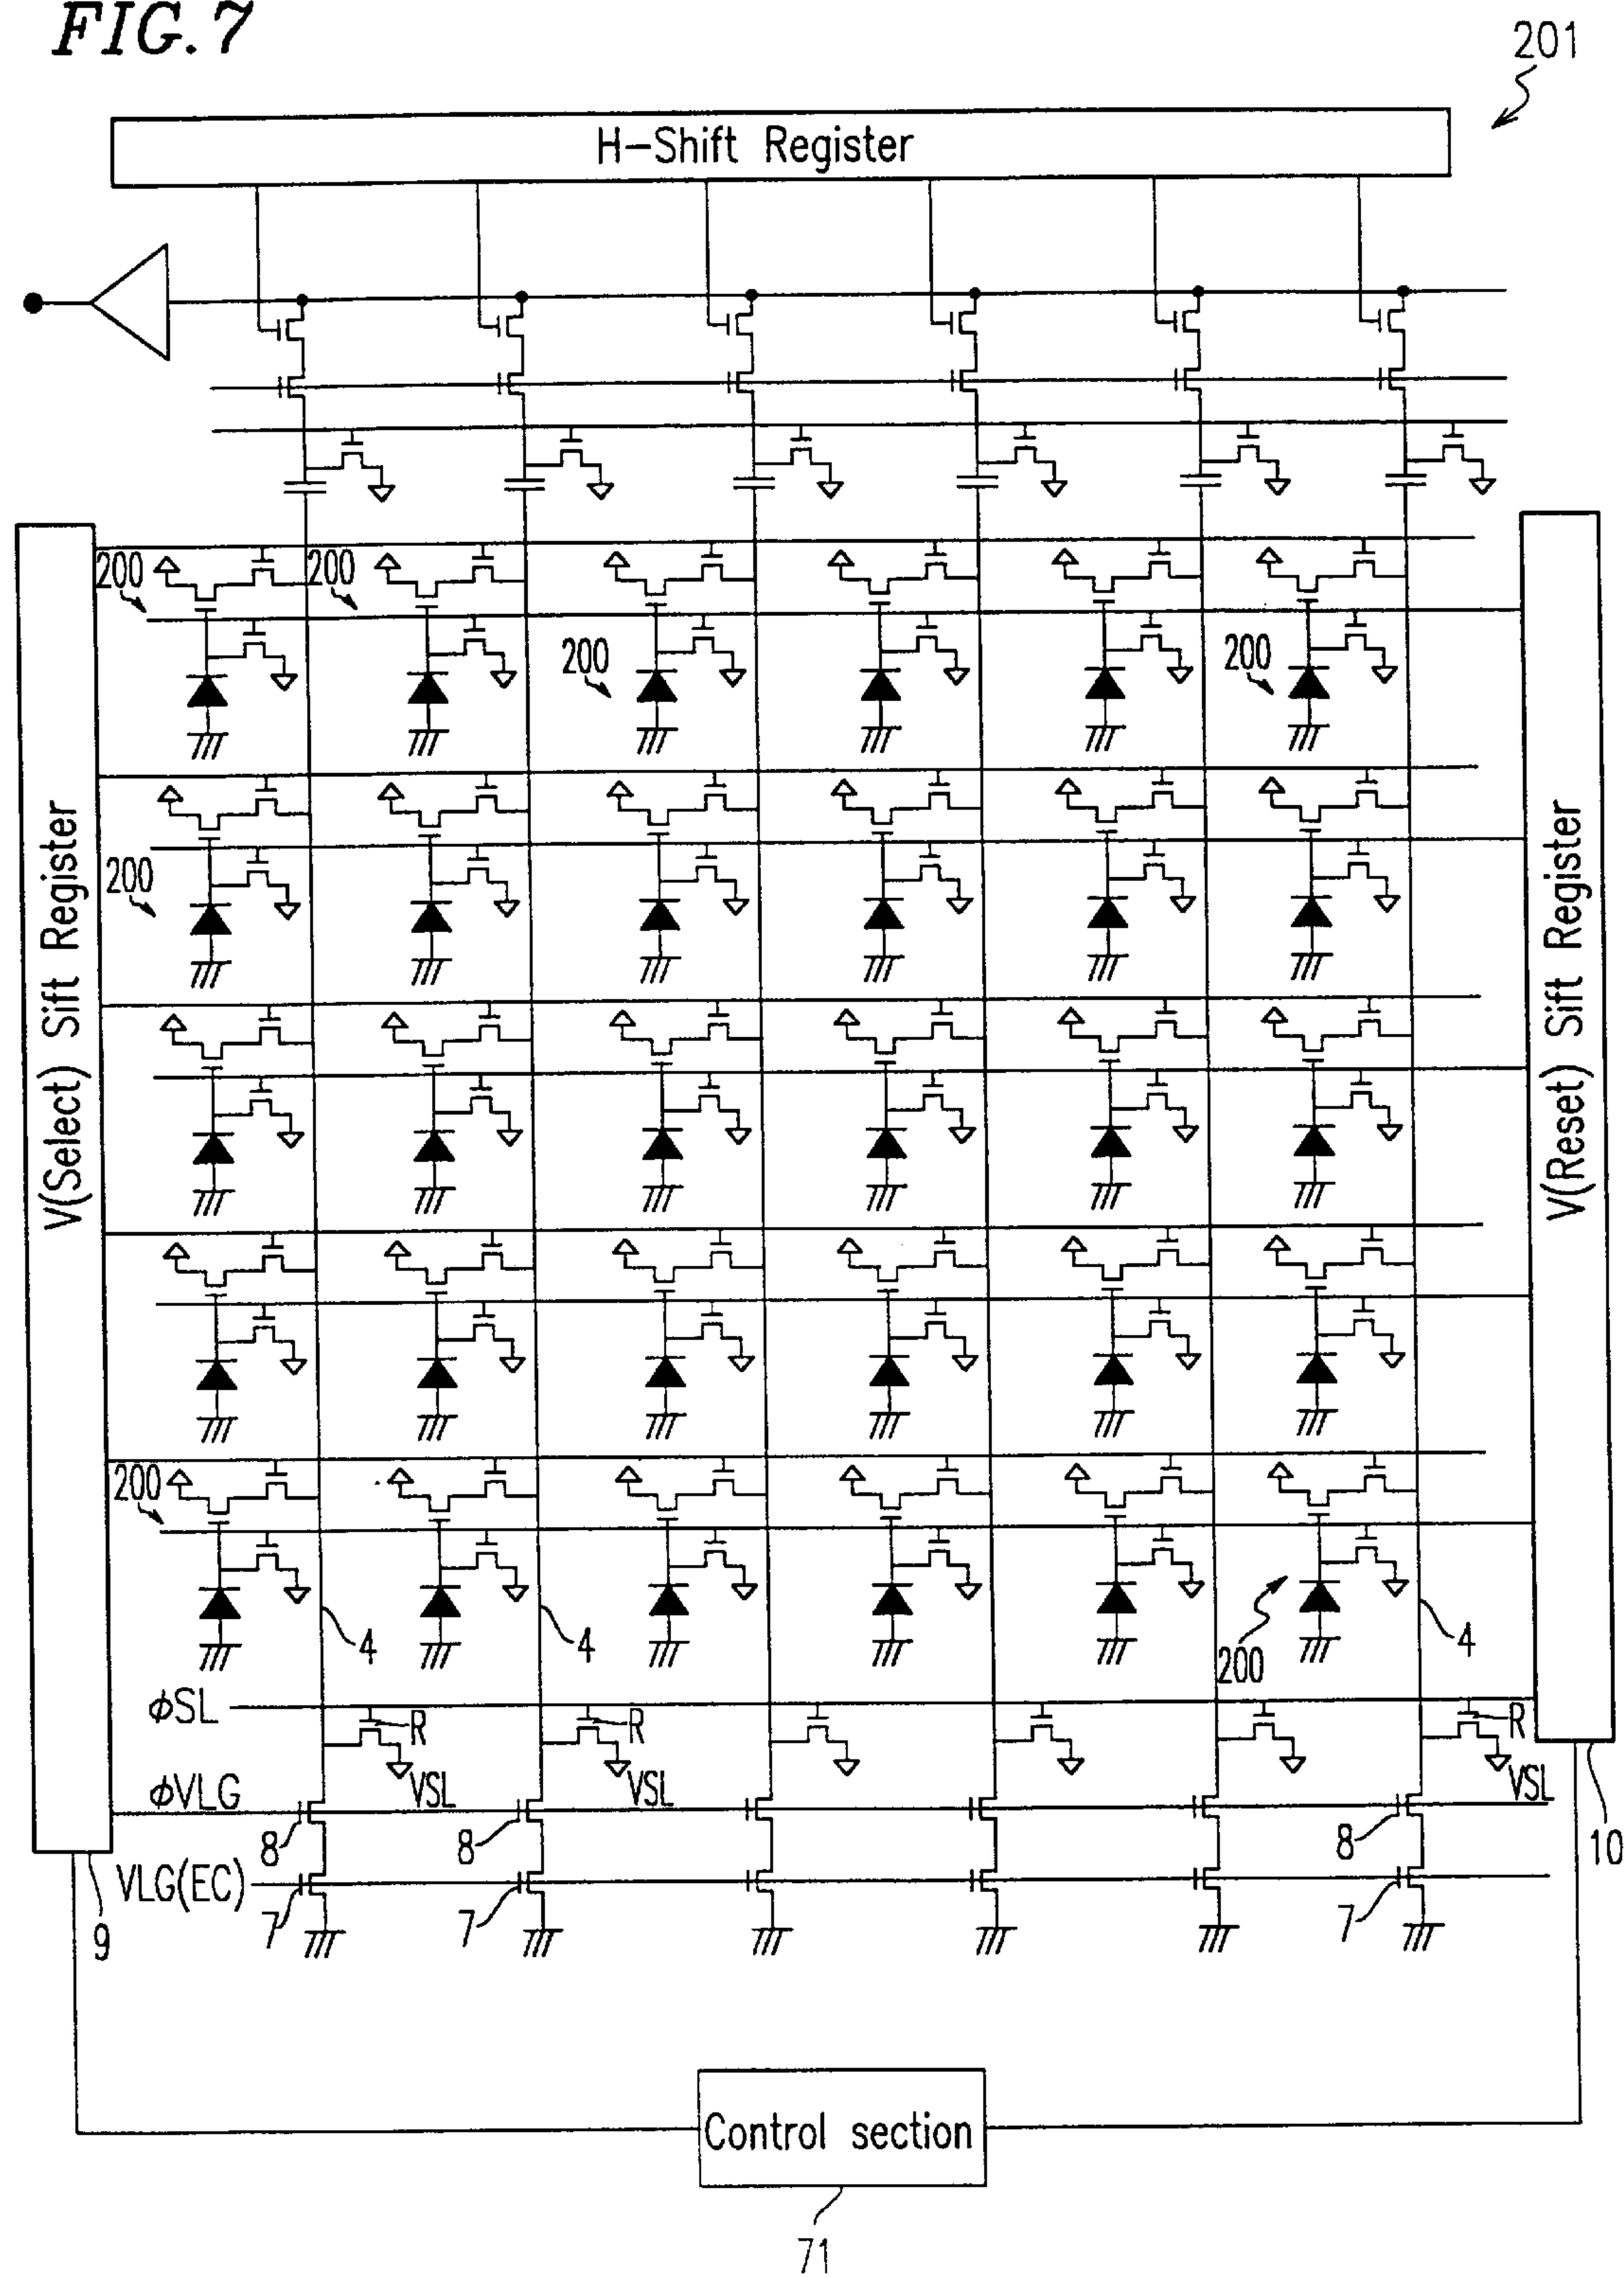 FIG. 7
201
H-Shift Register
200
200
200
200
V(Select) Sift Register
V(Reset) Sift Register
200
200
4
4
200
4
φSL
R
R
R
φVLG
VSL
VSL
VSL
8
8
8
10
VLG(EC)
9
7
7
7
Control section
71